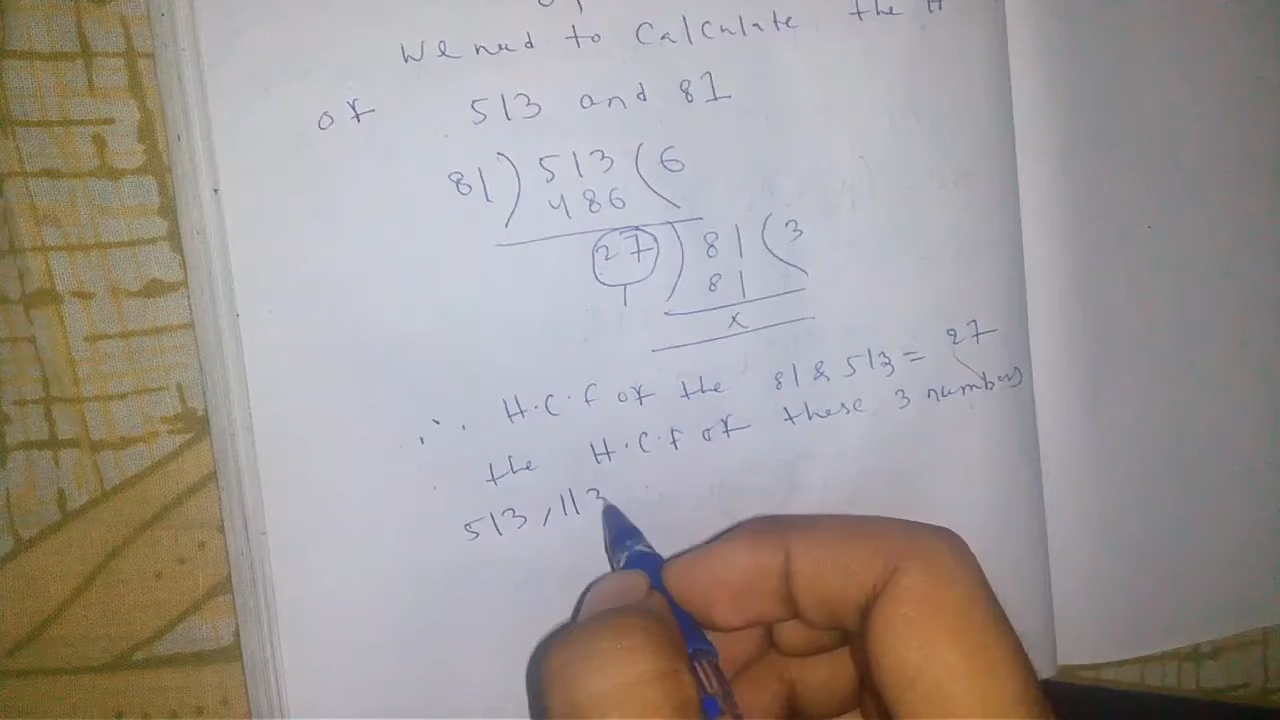 We need to Calculate the H
of 513 and 81
81 ) 513 ( 6
486
27 ) 81 ( 3
81
x
∴ H.C.F of the 81 & 513 = 27
the H.C.F of these 3 numbers
513, 113